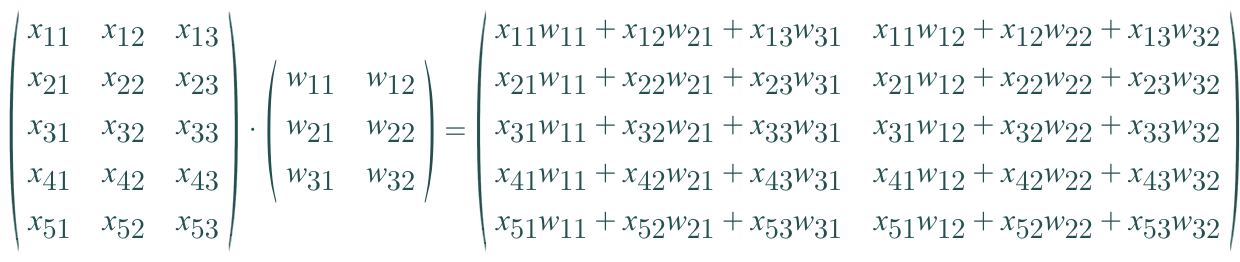 x11 x12 x13 x11w11 + x12w21 + x13w31 x11w12 + x12w22 + x13w32
x21 x22 x23 w11 w12 x21w11 + x22w21 + x23w31 x21w12 + x22w22 + x23w32
x31 x32 x33 · w21 w22 = x31w11 + x32w21 + x33w31 x31w12 + x32w22 + x33w32
x41 x42 x43 w31 w32 x41w11 + x42w21 + x43w31 x41w12 + x42w22 + x43w32
x51 x52 x53 x51w11 + x52w21 + x53w31 x51w12 + x52w22 + x53w32